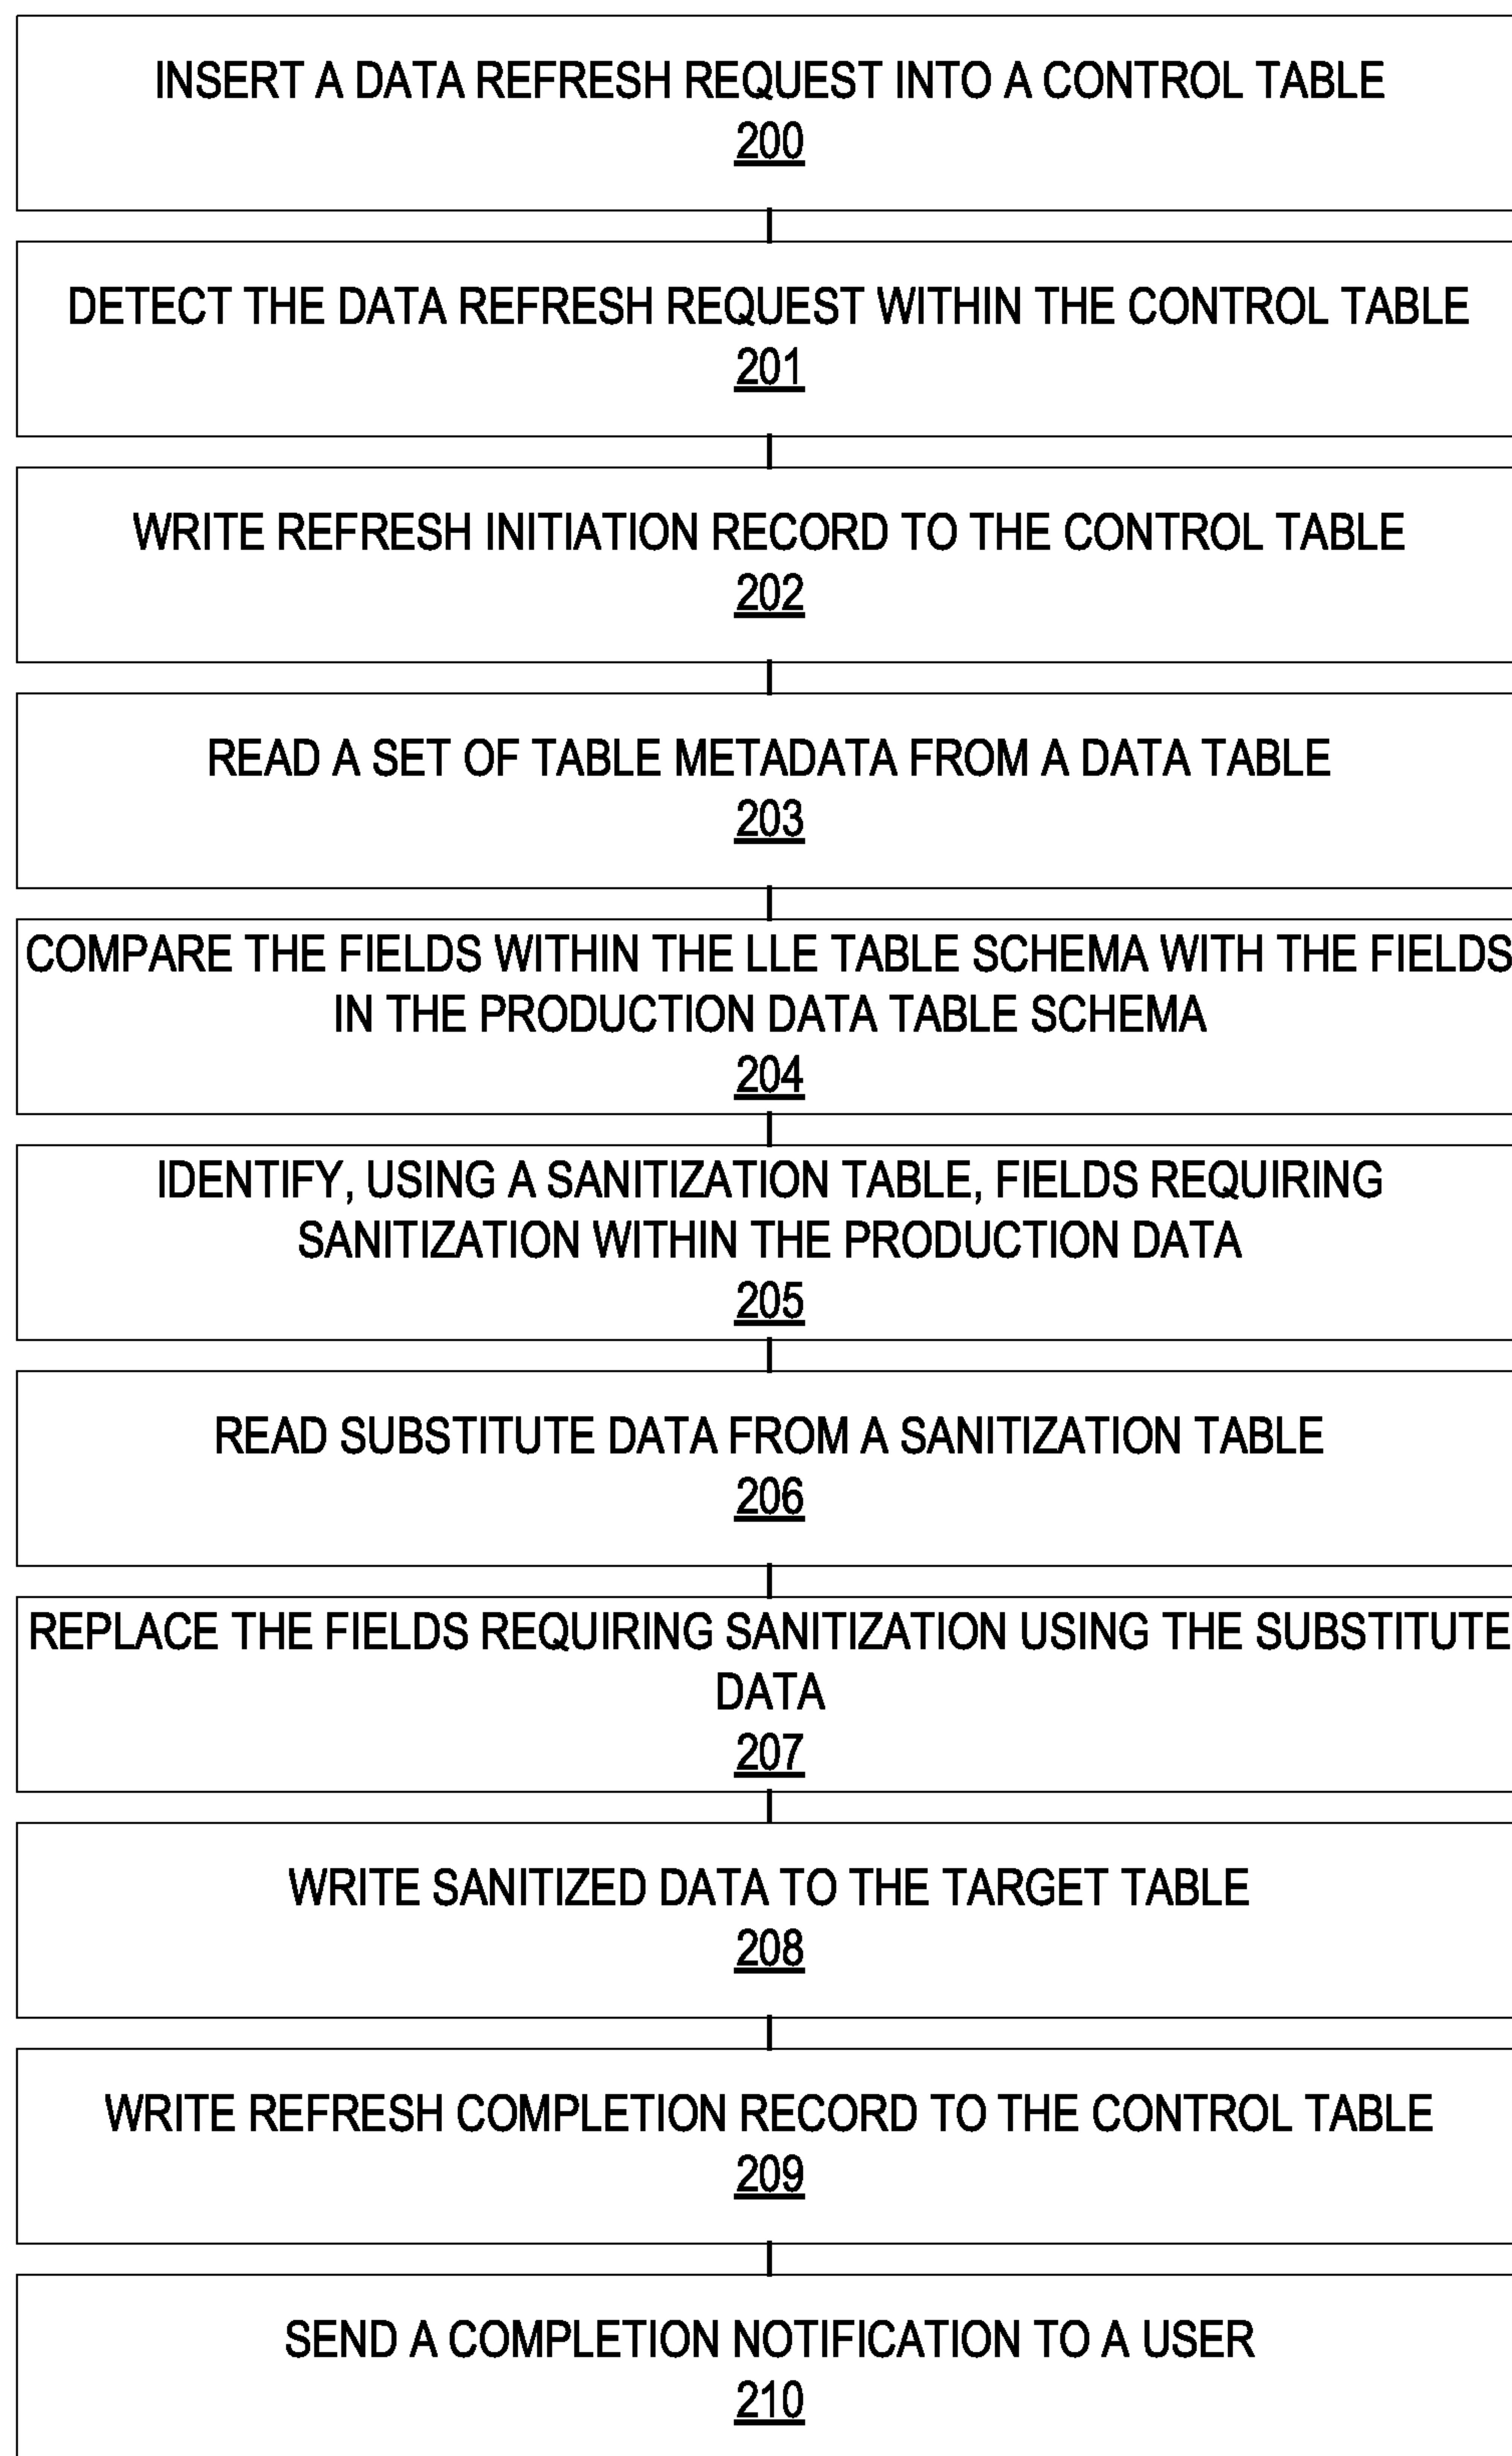 INSERT A DATA REFRESH REQUEST INTO A CONTROL TABLE
200
DETECT THE DATA REFRESH REQUEST WITHIN THE CONTROL TABLE
201
WRITE REFRESH INITIATION RECORD TO THE CONTROL TABLE
202
READ A SET OF TABLE METADATA FROM A DATA TABLE
203
COMPARE THE FIELDS WITHIN THE LLE TABLE SCHEMA WITH THE FIELDS
IN THE PRODUCTION DATA TABLE SCHEMA
204
IDENTIFY, USING A SANITIZATION TABLE, FIELDS REQUIRING
SANITIZATION WITHIN THE PRODUCTION DATA
205
READ SUBSTITUTE DATA FROM A SANITIZATION TABLE
206
REPLACE THE FIELDS REQUIRING SANITIZATION USING THE SUBSTITUTE
DATA
207
WRITE SANITIZED DATA TO THE TARGET TABLE
208
WRITE REFRESH COMPLETION RECORD TO THE CONTROL TABLE
209
SEND A COMPLETION NOTIFICATION TO A USER
210